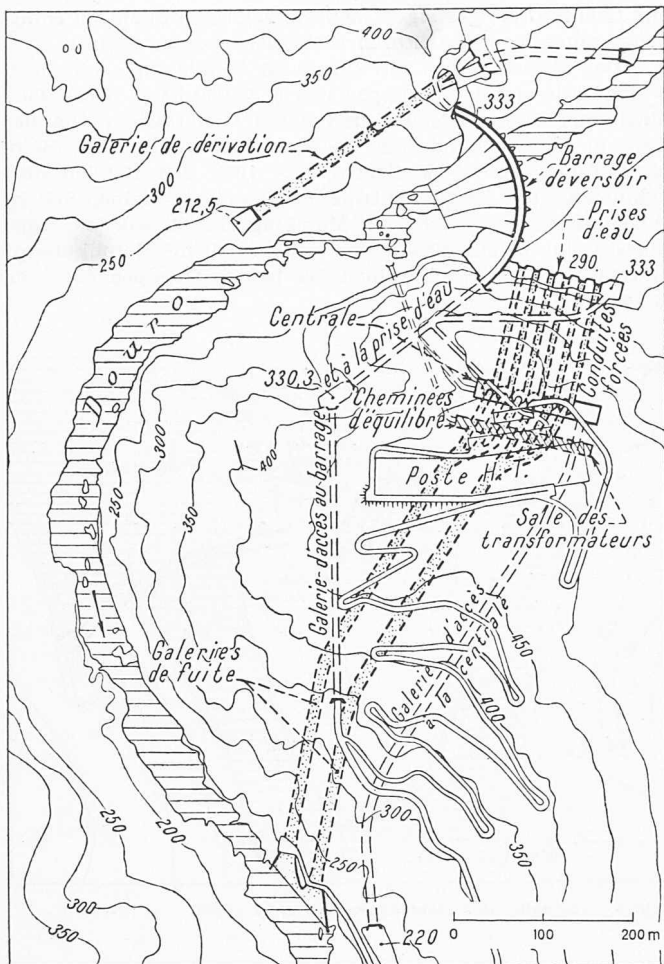 400
350
333
Galerie de dérivation
Barrage
déversoir
300
212,5
Prises
d'eau
250
290.
333
Douro
Centrale
Conduites
forcées
330,3
et à la prise d'eau
Cheminées
d'équilibre
300
400
Galerie d'accès au barrage
Poste H.T.
250
350
Salle des
transformateurs
Galerie d'accès
à la centrale
450
Galeries
de fuite
400
300
250
200
350
250
300
350
220
0 100 200 m